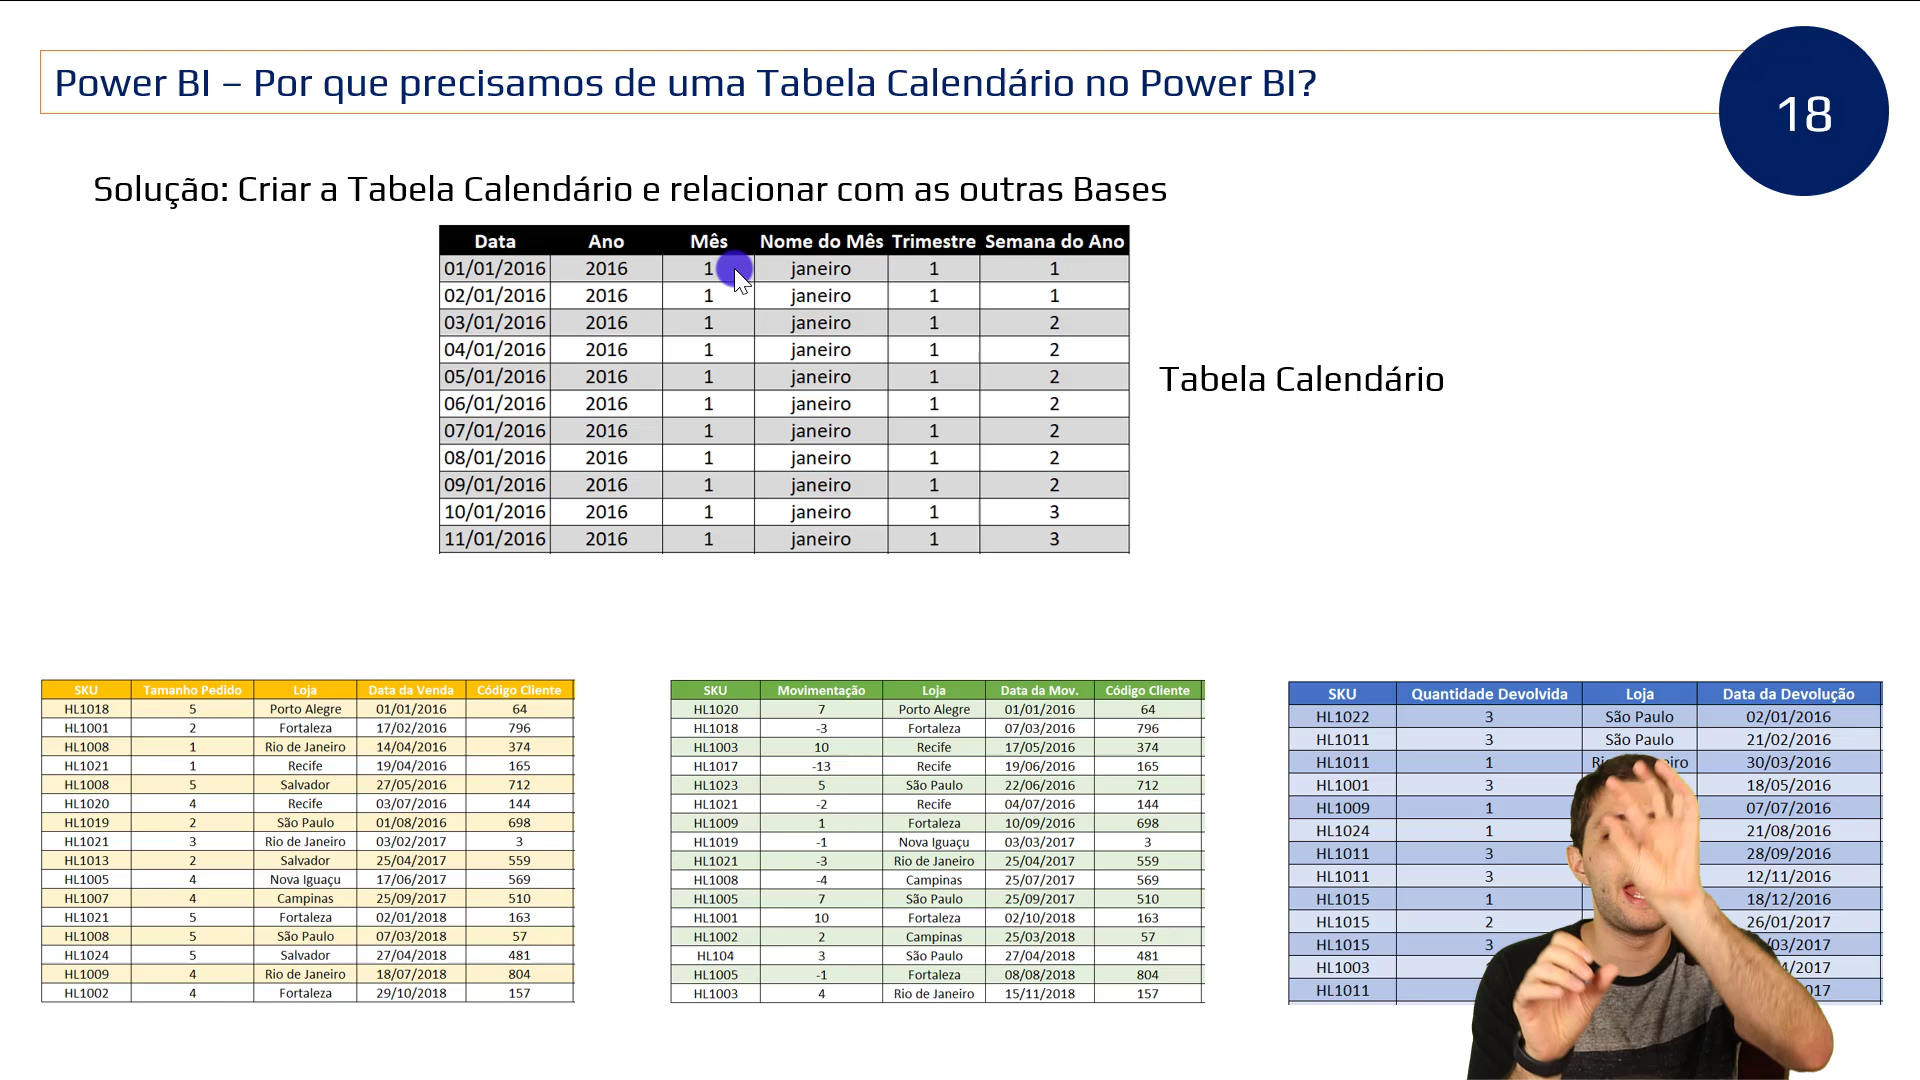 Power BI – Por que precisamos de uma Tabela Calendário no Power BI?
18
Solução: Criar a Tabela Calendário e relacionar com as outras Bases
Data Ano Mês Nome do Mês Trimestre Semana do Ano
01/01/2016 2016 1 janeiro 1 1
02/01/2016 2016 1 janeiro 1 1
03/01/2016 2016 1 janeiro 1 2
04/01/2016 2016 1 janeiro 1 2
05/01/2016 2016 1 janeiro 1 2
06/01/2016 2016 1 janeiro 1 2
07/01/2016 2016 1 janeiro 1 2
08/01/2016 2016 1 janeiro 1 2
09/01/2016 2016 1 janeiro 1 2
10/01/2016 2016 1 janeiro 1 3
11/01/2016 2016 1 janeiro 1 3
Tabela Calendário
SKU Tamanho Pedido Loja Data da Venda Código Cliente
HL1018 5 Porto Alegre 01/01/2016 64
HL1001 2 Fortaleza 17/02/2016 796
HL1008 1 Rio de Janeiro 14/04/2016 374
HL1021 1 Recife 19/04/2016 165
HL1008 5 Salvador 27/05/2016 712
HL1020 4 Recife 03/07/2016 144
HL1019 2 São Paulo 01/08/2016 698
HL1021 3 Rio de Janeiro 03/02/2017 3
HL1013 2 Salvador 25/04/2017 559
HL1005 4 Nova Iguaçu 17/06/2017 569
HL1007 4 Campinas 25/09/2017 510
HL1021 5 Fortaleza 02/01/2018 163
HL1008 5 São Paulo 07/03/2018 57
HL1024 5 Salvador 27/04/2018 481
HL1009 4 Rio de Janeiro 18/07/2018 804
HL1002 4 Fortaleza 29/10/2018 157
SKU Movimentação Loja Data da Mov. Código Cliente
HL1020 7 Porto Alegre 01/01/2016 64
HL1018 -3 Fortaleza 07/03/2016 796
HL1003 10 Recife 17/05/2016 374
HL1017 -13 Recife 19/06/2016 165
HL1023 5 São Paulo 22/06/2016 712
HL1021 -2 Recife 04/07/2016 144
HL1009 1 Fortaleza 10/09/2016 698
HL1019 -1 Nova Iguaçu 03/03/2017 3
HL1021 -3 Rio de Janeiro 25/04/2017 559
HL1008 -4 Campinas 25/07/2017 569
HL1005 7 São Paulo 25/09/2017 510
HL1001 10 Fortaleza 02/10/2018 163
HL1002 2 Campinas 25/03/2018 57
HL104 3 São Paulo 27/04/2018 481
HL1005 -1 Fortaleza 08/08/2018 804
HL1003 4 Rio de Janeiro 15/11/2018 157
SKU Quantidade Devolvida Loja Data da Devolução
HL1022 3 São Paulo 02/01/2016
HL1011 3 São Paulo 21/02/2016
HL1011 1 30/03/2016
HL1001 3 18/05/2016
HL1009 1 07/07/2016
HL1024 1 21/08/2016
HL1011 3 28/09/2016
HL1011 3 12/11/2016
HL1015 1 18/12/2016
HL1015 2 26/01/2017
HL1015 3 /03/2017
HL1003 /2017
HL1011